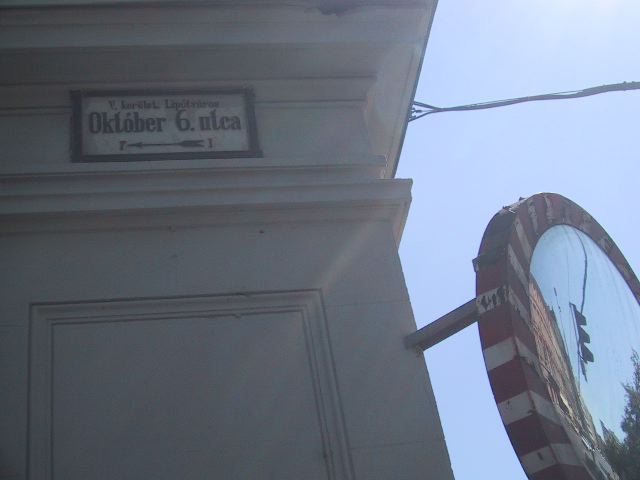 V. kerület. Lipótváros
Október 6. utca